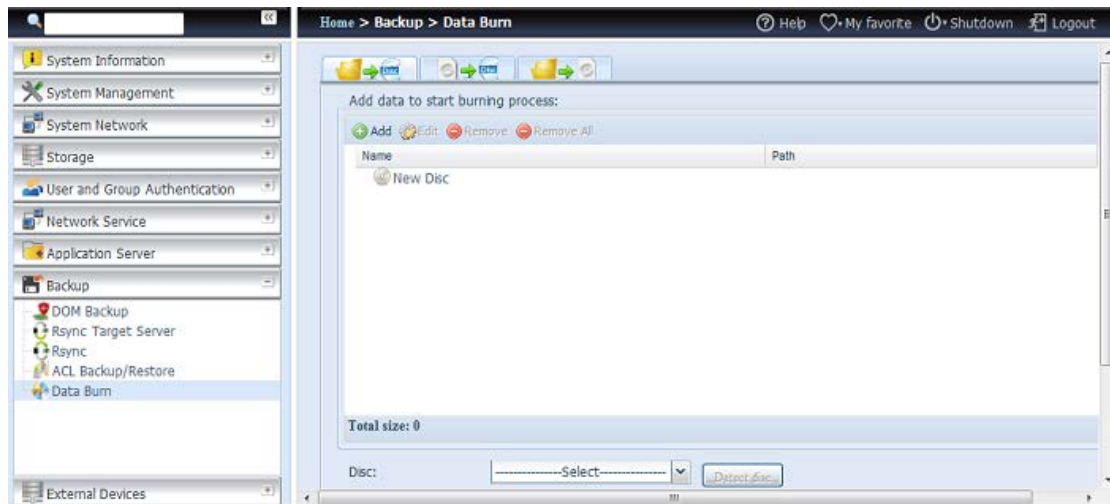 Home > Backup > Data Burn
Help My favorite Shutdown Logout
System Information
System Management
System Network
Storage
User and Group Authentication
Network Service
Application Server
Backup
DOM Backup
Rsync Target Server
Rsync
ACL Backup/Restore
Data Burn
External Devices
Add data to start burning process:
Add Edit Remove Remove All
Name Path
New Disc
Total size: 0
Disc: ---------------Select--------------- Detect disc